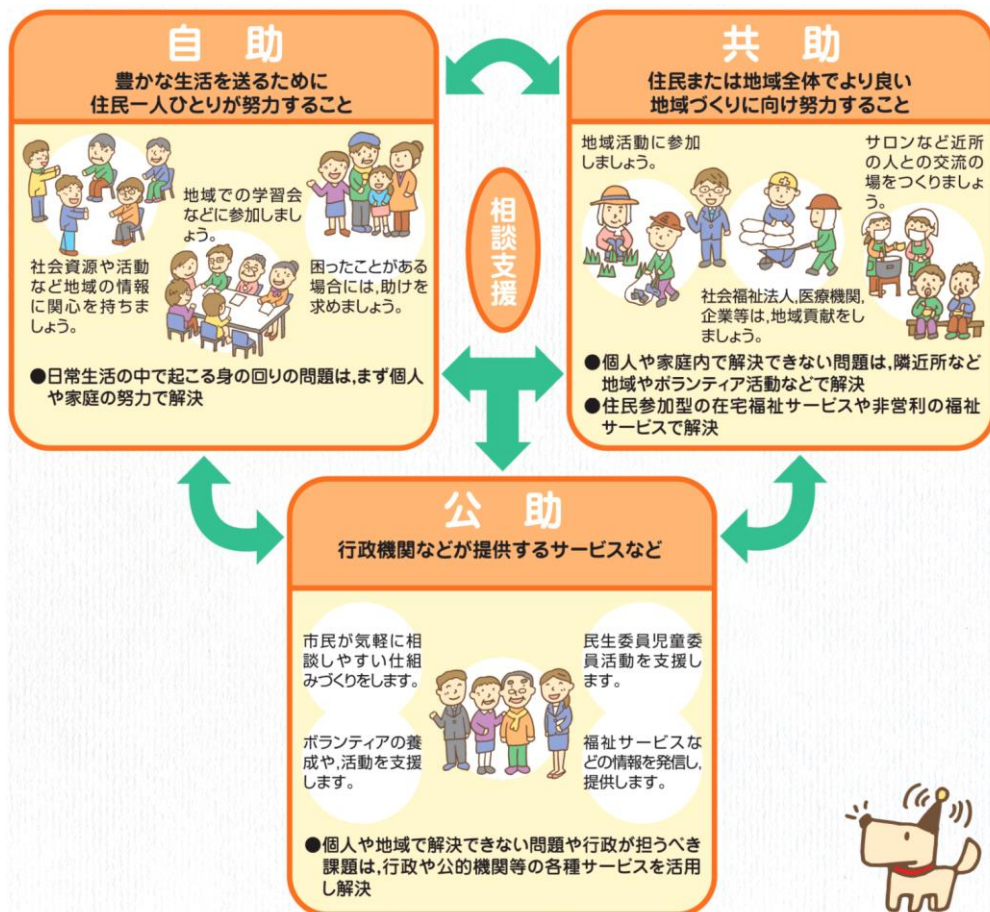 自助
豊かな生活を送るために
住民一人ひとりが努力すること
社会資源や活動
など地域の情報
に関心を持ちま
しょう。
地域での学習会
などに参加しまし
ょう。
困ったことがある
場合には,助けを
求めましょう。
●日常生活の中で起こる身の回りの問題は,まず個人
や家庭の努力で解決
相談支援
共助
住民または地域全体でより良い
地域づくりに向け努力すること
地域活動に参加
しましょう。
サロンなど近所
の人との交流の
場をつくりましょ
う。
社会福祉法人,医療機関,
企業等は,地域貢献をし
ましょう。
●個人や家庭内で解決できない問題は,隣近所など
地域やボランティア活動などで解決
●住民参加型の在宅福祉サービスや非営利の福祉
サービスで解決
公助
行政機関などが提供するサービスなど
市民が気軽に相
談しやすい仕組
みづくりをします。
民生委員児童委
員活動を支援し
ます。
ボランティアの養
成や,活動を支援
します。
福祉サービスな
どの情報を発信し,
提供します。
●個人や地域で解決できない問題や行政が担うべき
課題は,行政や公的機関等の各種サービスを活用
し解決